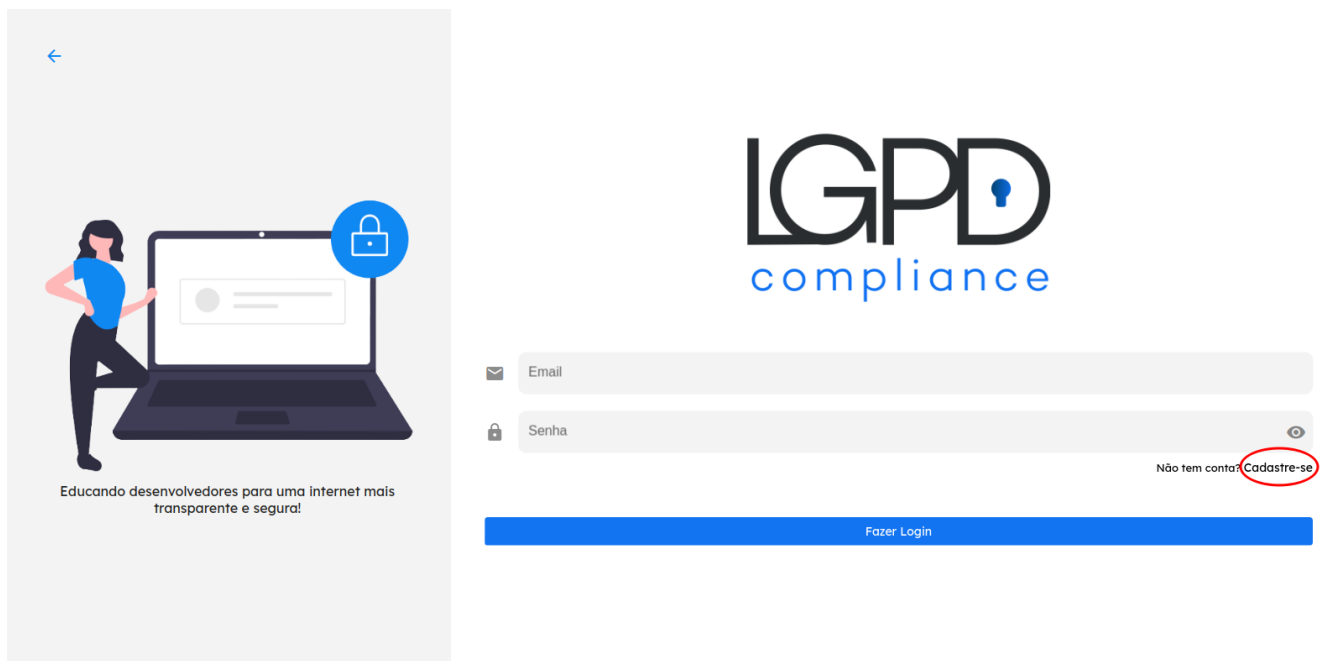 LGPD
compliance
Email
Senha
Não tem conta? Cadastre-se
Fazer Login
Educando desenvolvedores para uma internet mais
transparente e segura!